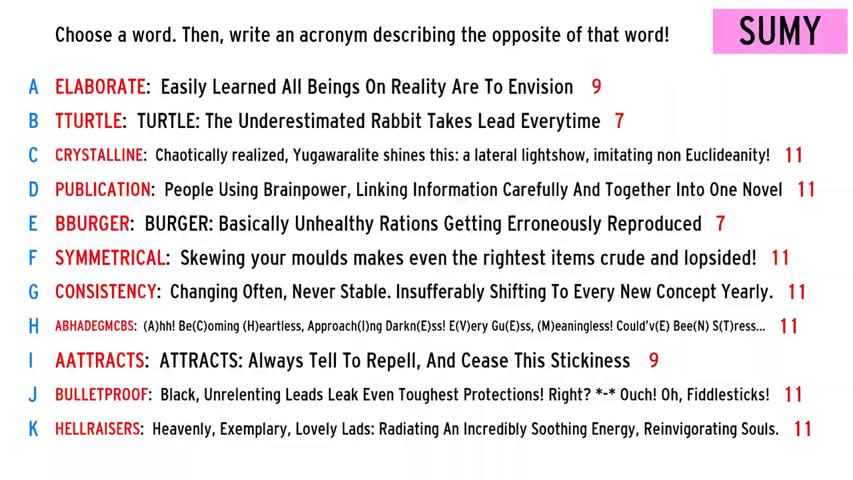 Choose a word. Then, write an acronym describing the opposite of that word!
SUMY
A ELABORATE: Easily Learned All Beings On Reality Are To Envision 9
B TTURTLE: TURTLE: The Underestimated Rabbit Takes Lead Everytime 7
C CRYSTALLINE: Chaotically realized, Yugawaralite shines this: a lateral lightshow, imitating non Euclideanity! 11
D PUBLICATION: People Using Brainpower, Linking Information Carefully And Together Into One Novel 11
E BBURGER: BURGER: Basically Unhealthy Rations Getting Erroneously Reproduced 7
F SYMMETRICAL: Skewing your moulds makes even the rightest items crude and lopsided! 11
G CONSISTENCY: Changing Often, Never Stable. Insufferably Shifting To Every New Concept Yearly. 11
H ABHADEGMCBS: (A)hh! Be(C)oming (H)eartless, Approach(I)ng Darkn(E)ss! E(V)ery Gu(E)ss, (M)eaningless! Could'v(E) Bee(N) S(T)ress... 11
I AATTRACTS: ATTRACTS: Always Tell To Repell, And Cease This Stickiness 9
J BULLETPROOF: Black, Unrelenting Leads Leak Even Toughest Protections! Right? *-* Ouch! Oh, Fiddlesticks! 11
K HELLRAISERS: Heavenly, Exemplary, Lovely Lads: Radiating An Incredibly Soothing Energy, Reinvigorating Souls. 11